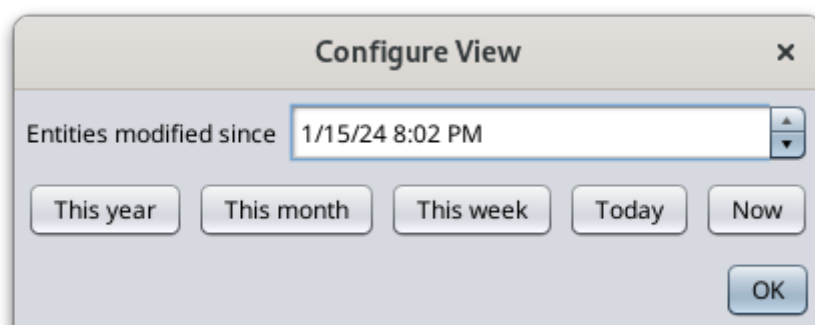 Configure View
Entities modified since 1/15/24 8:02 PM
This year This month This week Today Now
OK